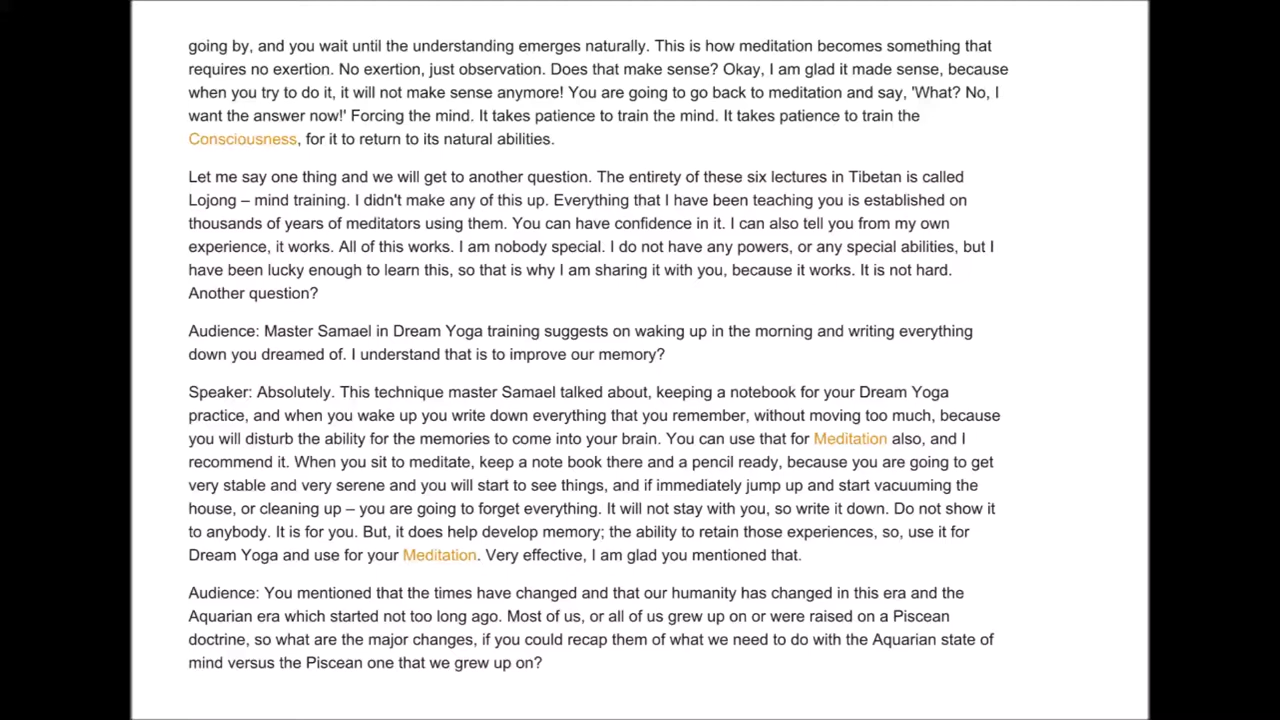 going by, and you wait until the understanding emerges naturally. This is how meditation becomes something that
requires no exertion. No exertion, just observation. Does that make sense? Okay, I am glad it made sense, because
when you try to do it, it will not make sense anymore! You are going to go back to meditation and say, 'What? No, I
want the answer now!' Forcing the mind. It takes patience to train the mind. It takes patience to train the
Consciousness, for it to return to its natural abilities.
Let me say one thing and we will get to another question. The entirety of these six lectures in Tibetan is called
Lojong – mind training. I didn't make any of this up. Everything that I have been teaching you is established on
thousands of years of meditators using them. You can have confidence in it. I can also tell you from my own
experience, it works. All of this works. I am nobody special. I do not have any powers, or any special abilities, but I
have been lucky enough to learn this, so that is why I am sharing it with you, because it works. It is not hard.
Another question?
Audience: Master Samael in Dream Yoga training suggests on waking up in the morning and writing everything
down you dreamed of. I understand that is to improve our memory?
Speaker: Absolutely. This technique master Samael talked about, keeping a notebook for your Dream Yoga
practice, and when you wake up you write down everything that you remember, without moving too much, because
you will disturb the ability for the memories to come into your brain. You can use that for Meditation also, and I
recommend it. When you sit to meditate, keep a note book there and a pencil ready, because you are going to get
very stable and very serene and you will start to see things, and if immediately jump up and start vacuuming the
house, or cleaning up – you are going to forget everything. It will not stay with you, so write it down. Do not show it
to anybody. It is for you. But, it does help develop memory; the ability to retain those experiences, so, use it for
Dream Yoga and use for your Meditation. Very effective, I am glad you mentioned that.
Audience: You mentioned that the times have changed and that our humanity has changed in this era and the
Aquarian era which started not too long ago. Most of us, or all of us grew up on or were raised on a Piscean
doctrine, so what are the major changes, if you could recap them of what we need to do with the Aquarian state of
mind versus the Piscean one that we grew up on?